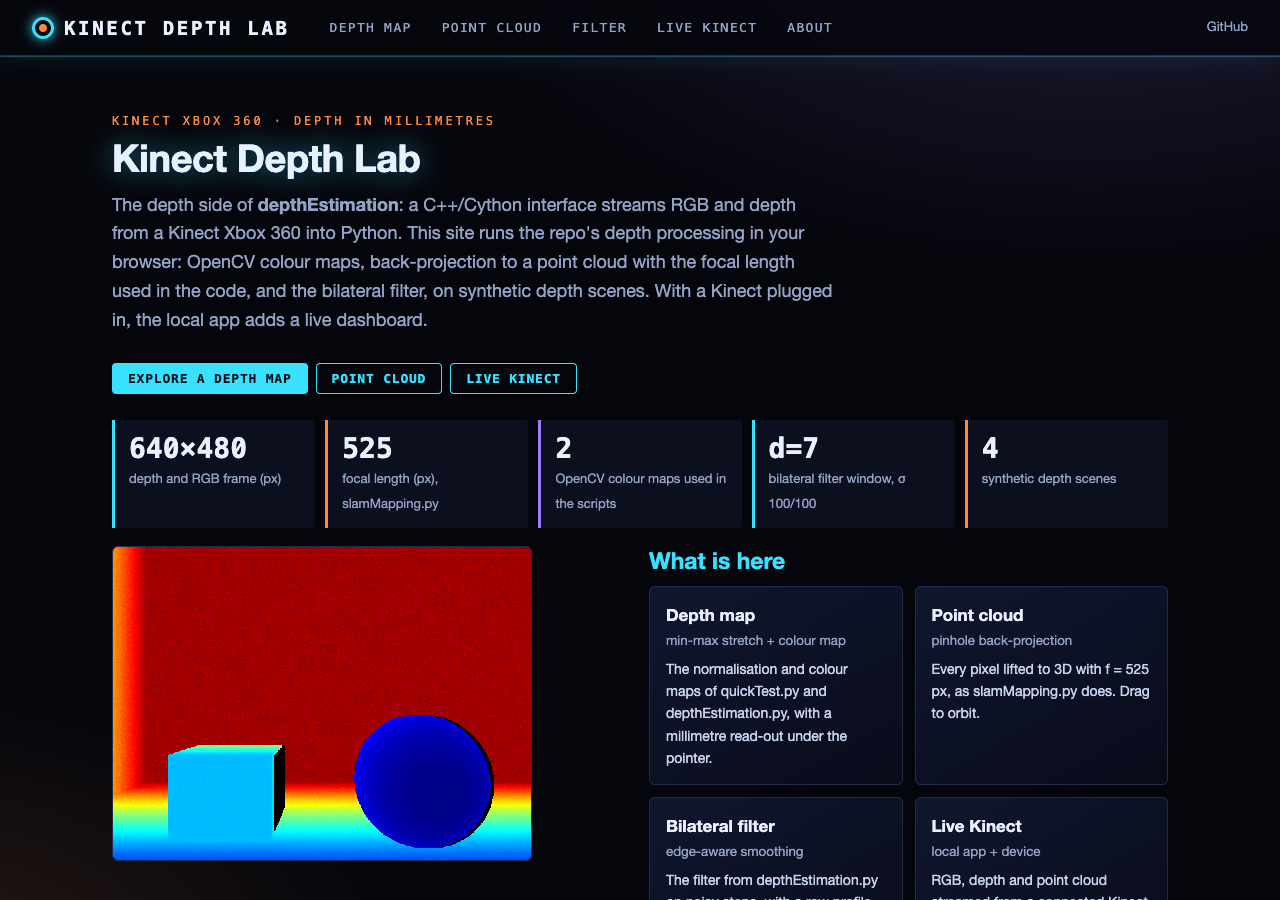 KINECT DEPTH LAB
DEPTH MAP
POINT CLOUD
FILTER
LIVE KINECT
ABOUT
GitHub
KINECT XBOX 360 · DEPTH IN MILLIMETRES
Kinect Depth Lab
The depth side of depthEstimation: a C++/Cython interface streams RGB and depth
from a Kinect Xbox 360 into Python. This site runs the repo's depth processing in your
browser: OpenCV colour maps, back-projection to a point cloud with the focal length
used in the code, and the bilateral filter, on synthetic depth scenes. With a Kinect plugged
in, the local app adds a live dashboard.
EXPLORE A DEPTH MAP
POINT CLOUD
LIVE KINECT
640×480
depth and RGB frame (px)
525
focal length (px),
slamMapping.py
2
OpenCV colour maps used in
the scripts
d=7
bilateral filter window, σ
100/100
4
synthetic depth scenes
What is here
Depth map
min-max stretch + colour map
The normalisation and colour
maps of quickTest.py and
depthEstimation.py, with a
millimetre read-out under the
pointer.
Point cloud
pinhole back-projection
Every pixel lifted to 3D with f = 525
px, as slamMapping.py does. Drag
to orbit.
Bilateral filter
edge-aware smoothing
The filter from depthEstimation.py
Live Kinect
local app + device
RGB, depth and point cloud